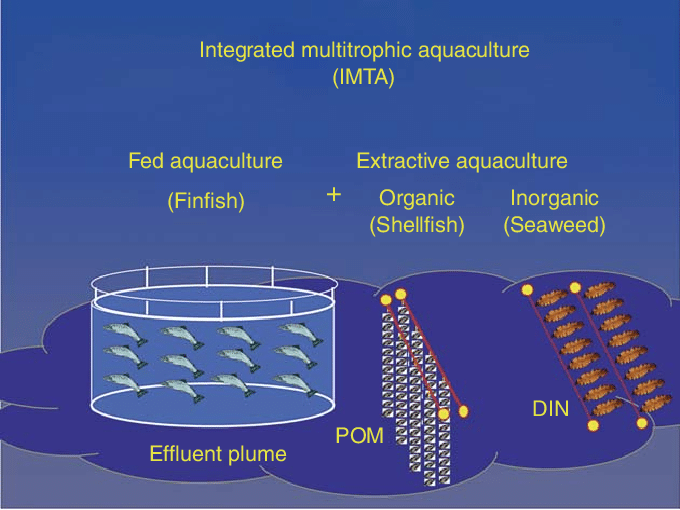 Integrated multitrophic aquaculture
(IMTA)
Fed aquaculture
(Finfish)
+
Extractive aquaculture
Organic
(Shellfish)
Inorganic
(Seaweed)
DIN
POM
Effluent plume